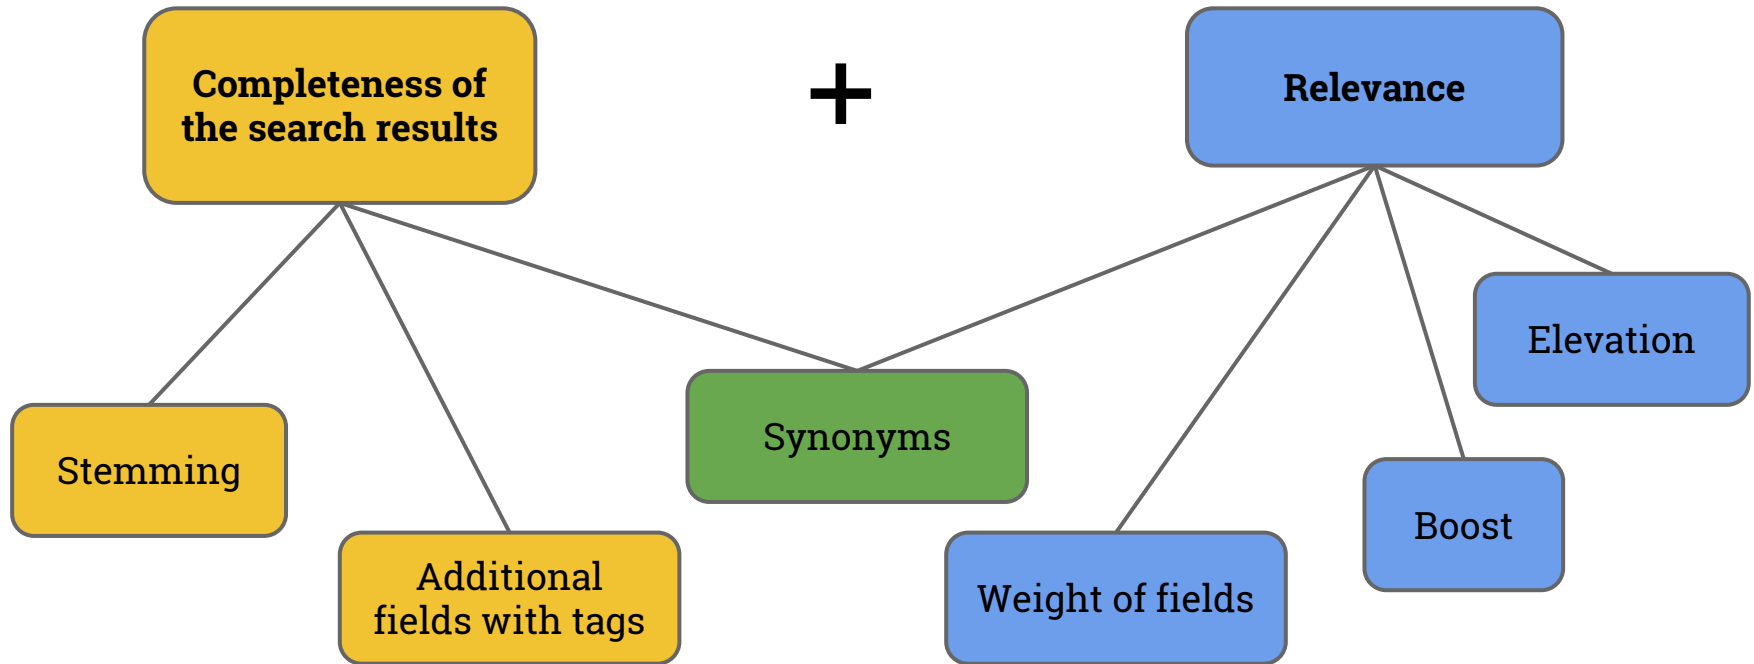 Completeness of
the search results
+
Relevance
Elevation
Synonyms
Stemming
Boost
Additional
fields with tags
Weight of fields